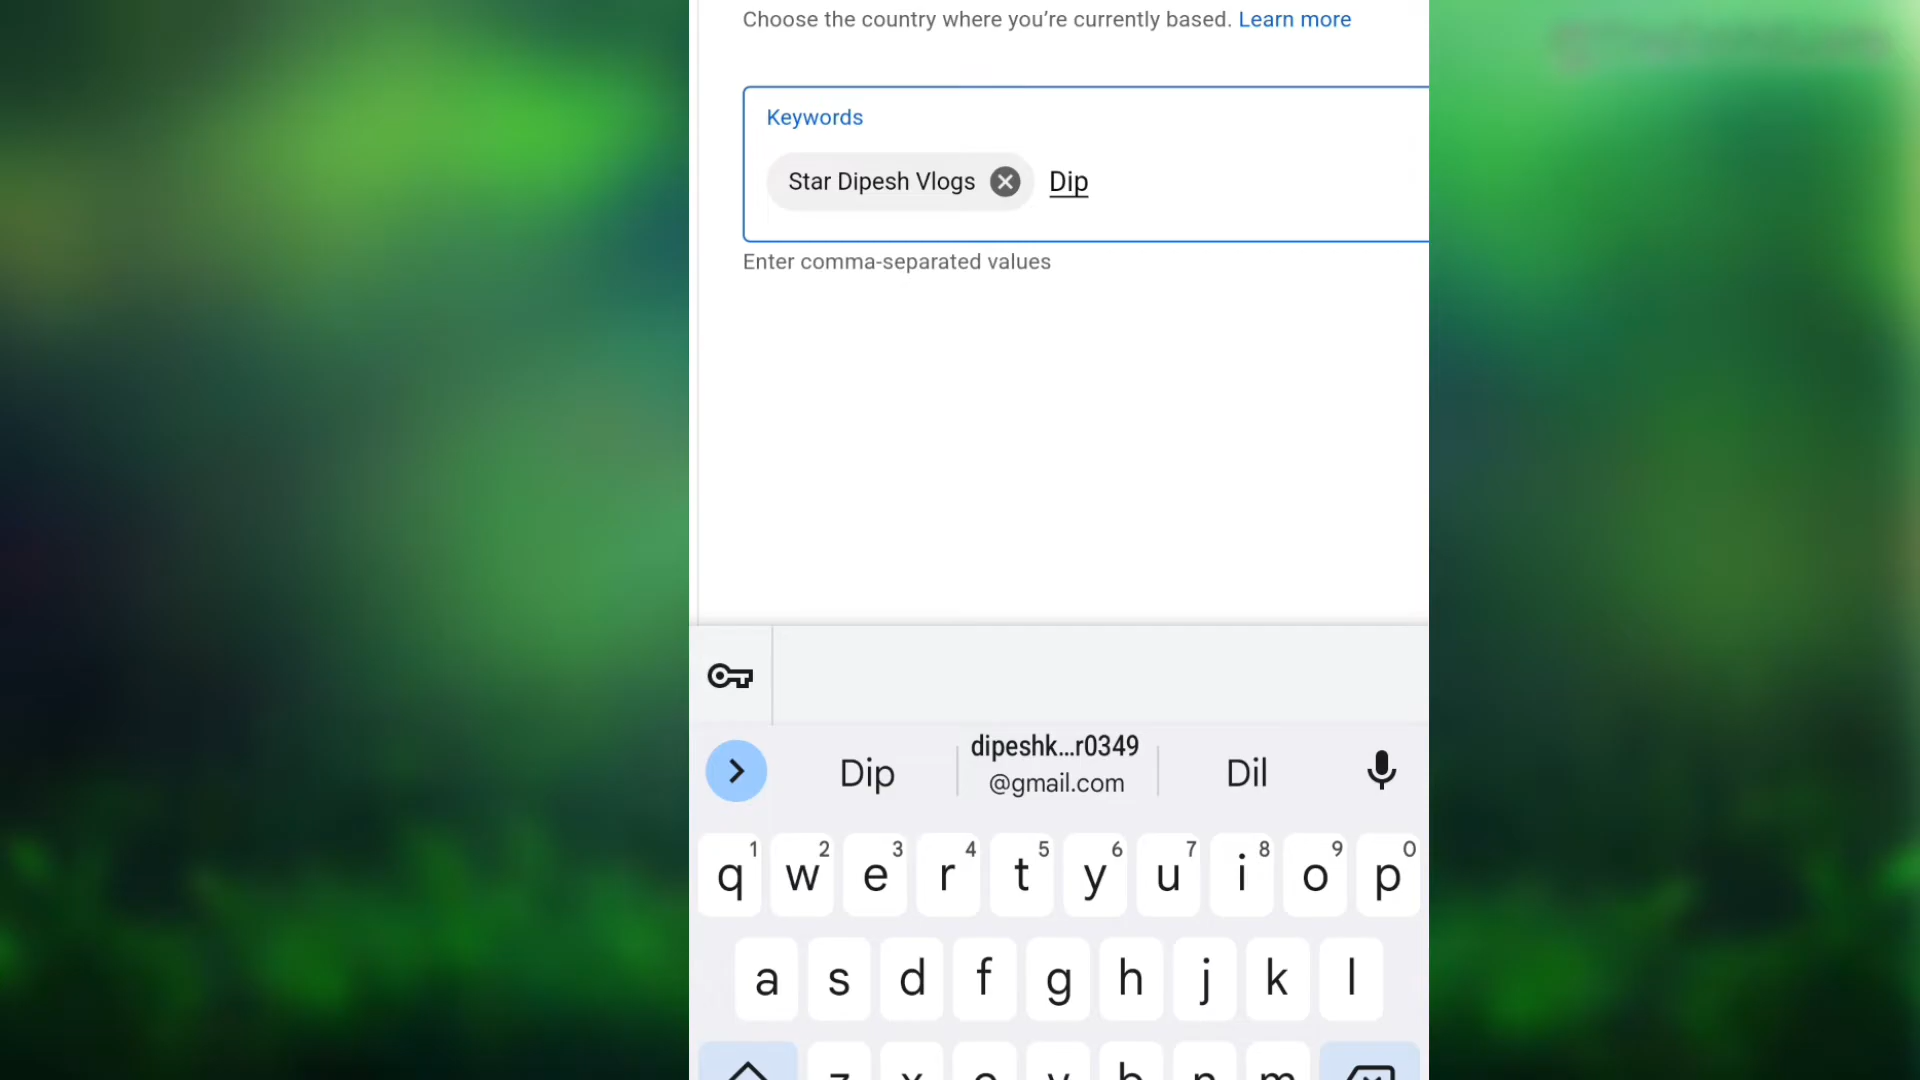 Choose the country where you’re currently based. Learn more
Keywords
Star Dipesh Vlogs Dip
Enter comma-separated values
Dip dipeshk...r0349 @gmail.com Dil
1 2 3 4 5 6 7 8 9 0
q w e r t y u i o p
a s d f g h j k l
z x c v b n m